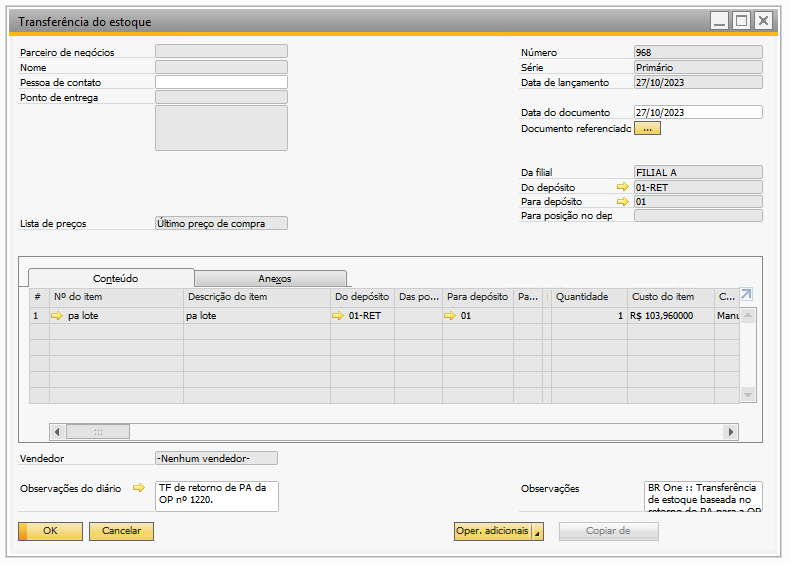 Transferência do estoque
Parceiro de negócios
Nome
Pessoa de contato
Ponto de entrega
Número 968
Série Primário
Data de lançamento 27/10/2023
Data do documento 27/10/2023
Documento referenciado ...
Da filial FILIAL A
Do depósito 01-RET
Para depósito 01
Para posição no dep
Lista de preços Último preço de compra
Conteúdo Anexos
# Nº do item Descrição do item Do depósito Das po... Para depósito Pa... Quantidade Custo do item C...
1 pa lote pa lote 01-RET 01 1 R$ 103,960000 Manu
Vendedor -Nenhum vendedor-
Observações do diário
TF de retorno de PA da
OP nº 1220.
Observações
BR One :: Transferência
de estoque baseada no
retorno do PA para a OP
OK Cancelar Oper. adicionais Copiar de